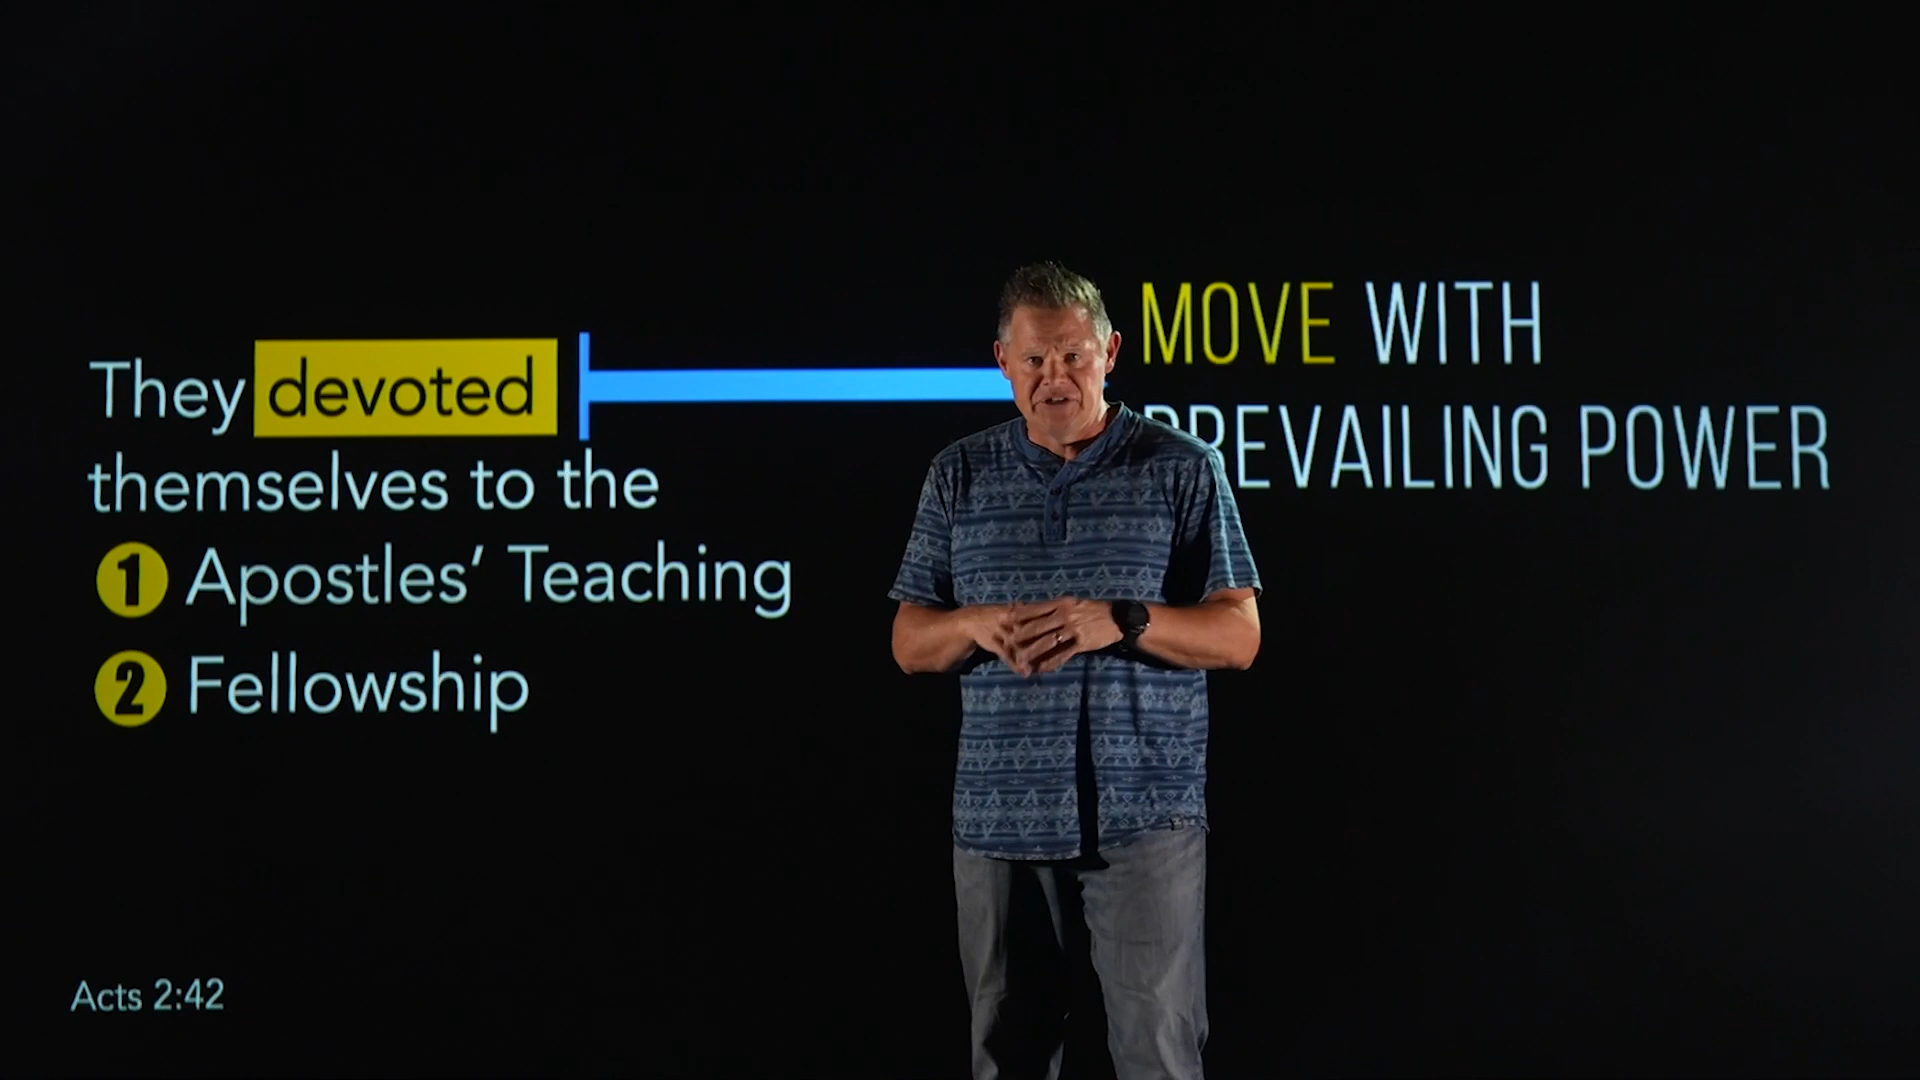 They devoted
themselves to the
1 Apostles' Teaching
2 Fellowship
MOVE WITH
PREVAILING POWER
Acts 2:42